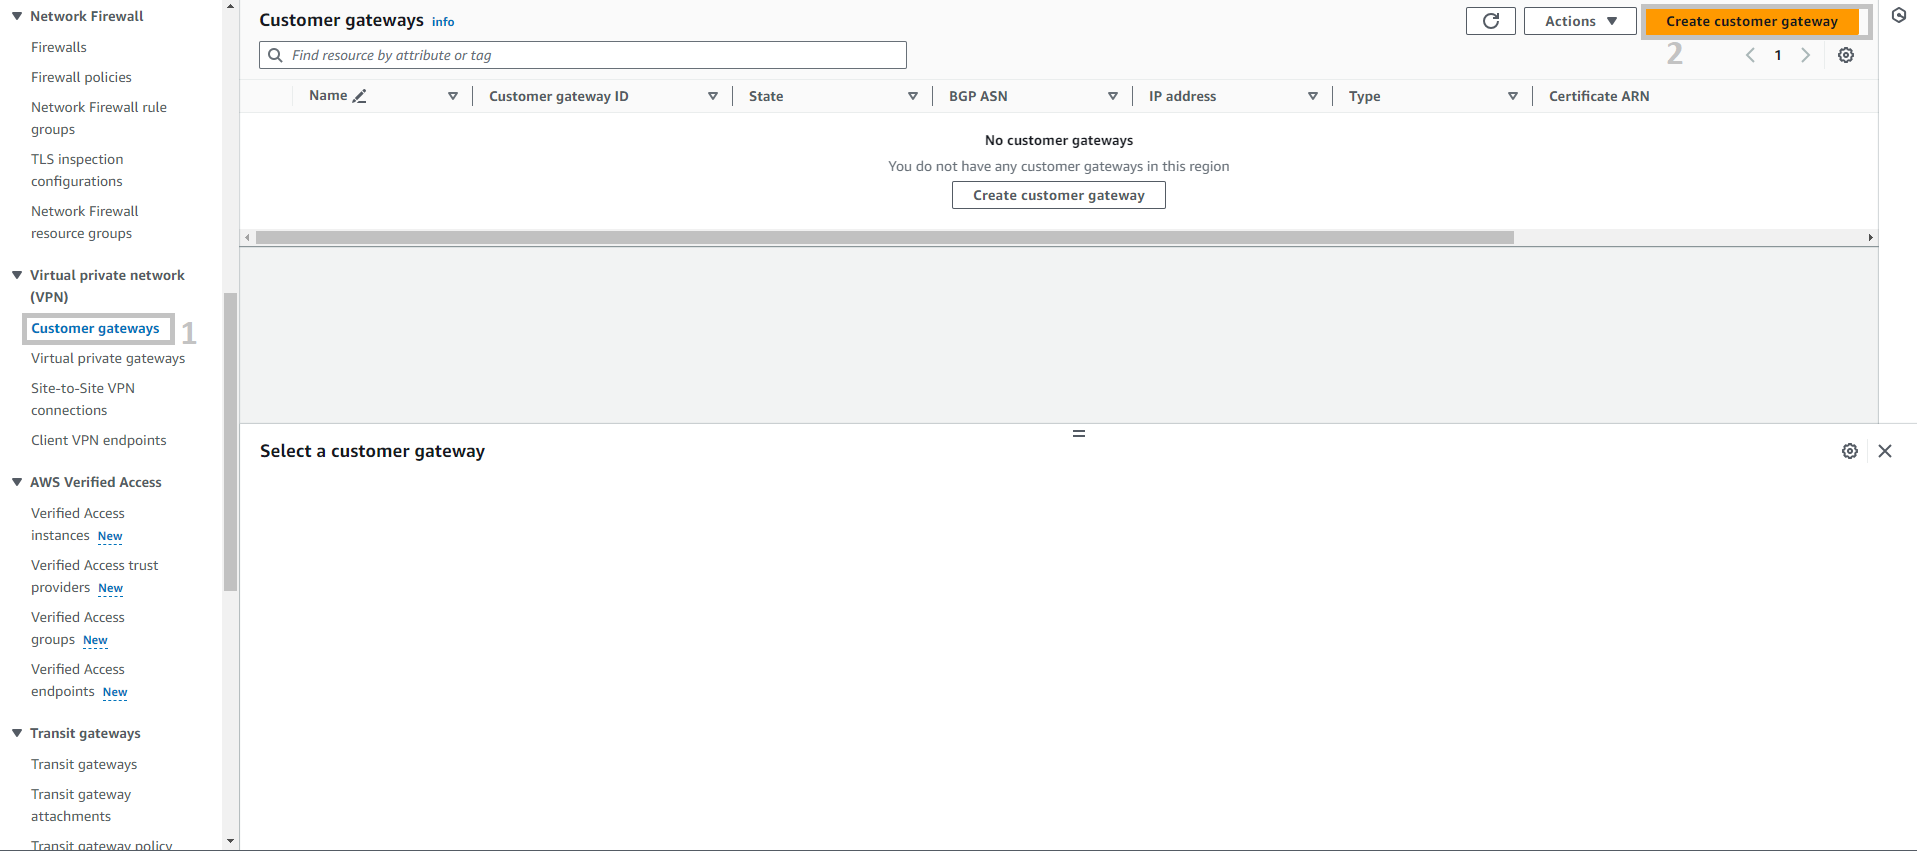 Network Firewall
Firewalls
Firewall policies
Network Firewall rule
groups
TLS inspection
configurations
Network Firewall
resource groups
Virtual private network
(VPN)
Customer gateways 1
Virtual private gateways
Site-to-Site VPN
connections
Client VPN endpoints
AWS Verified Access
Verified Access
instances New
Verified Access trust
providers New
Verified Access
groups New
Verified Access
endpoints New
Transit gateways
Transit gateways
Transit gateway
attachments
Transit gateway policy
Customer gateways info
Actions
Create customer gateway
Find resource by attribute or tag
2
1
Name Customer gateway ID State BGP ASN IP address Type Certificate ARN
No customer gateways
You do not have any customer gateways in this region
Create customer gateway
Select a customer gateway